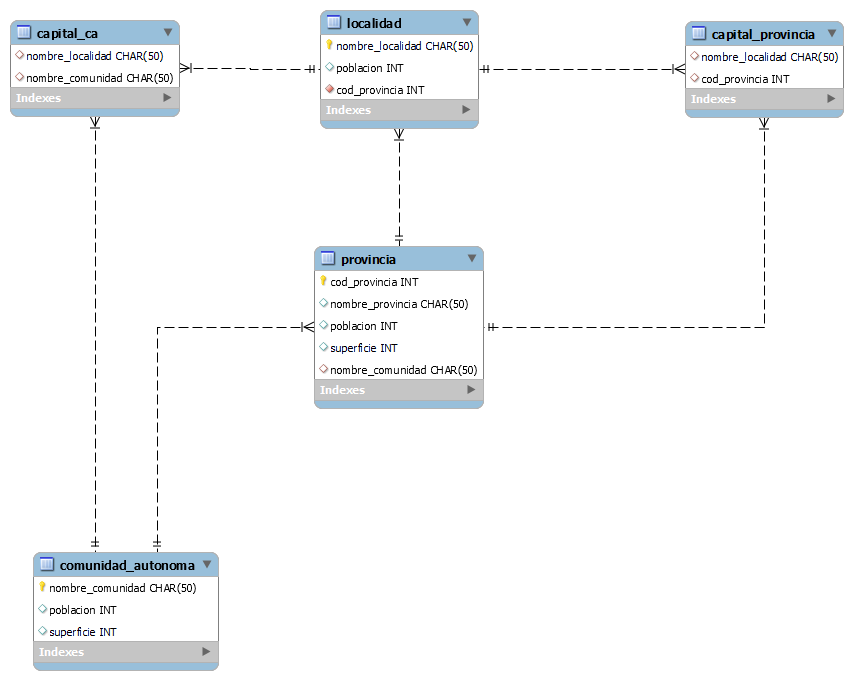 capital_ca
nombre_localidad CHAR(50)
nombre_comunidad CHAR(50)
Indexes
localidad
nombre_localidad CHAR(50)
poblacion INT
cod_provincia INT
Indexes
capital_provincia
nombre_localidad CHAR(50)
cod_provincia INT
Indexes
provincia
cod_provincia INT
nombre_provincia CHAR(50)
poblacion INT
superficie INT
nombre_comunidad CHAR(50)
Indexes
comunidad_autonoma
nombre_comunidad CHAR(50)
poblacion INT
superficie INT
Indexes